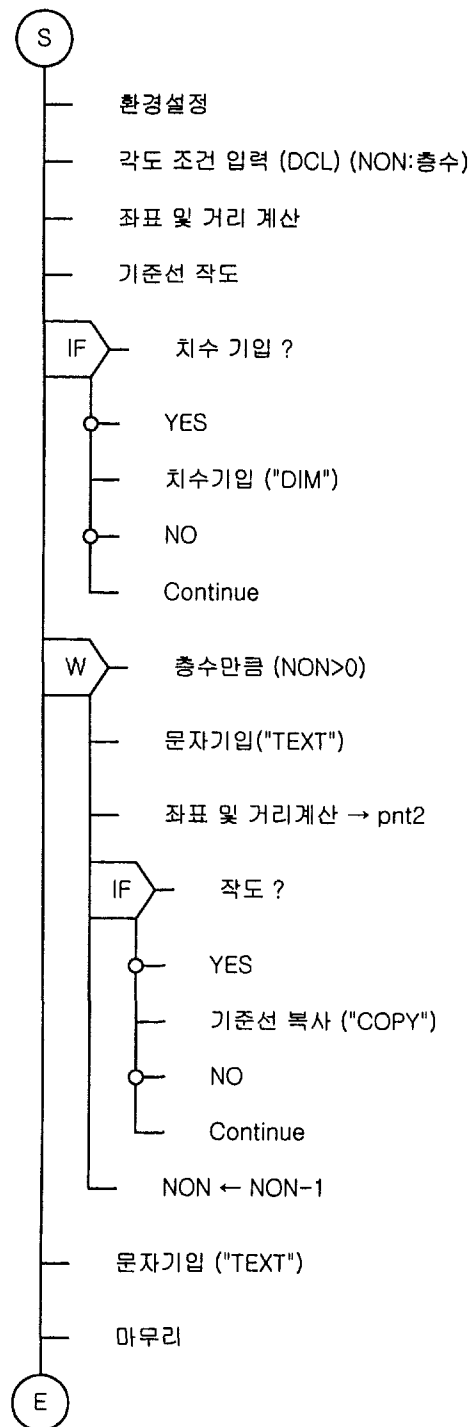 S
환경설정
각도 조건 입력 (DCL) (NON:층수)
좌표 및 거리 계산
기준선 작도
IF 치수 기입 ?
YES
치수기입 ("DIM")
NO
Continue
W 층수만큼 (NON>0)
문자기입("TEXT")
좌표 및 거리계산 → pnt2
IF 작도 ?
YES
기준선 복사 ("COPY")
NO
Continue
NON ← NON-1
문자기입 ("TEXT")
마무리
E